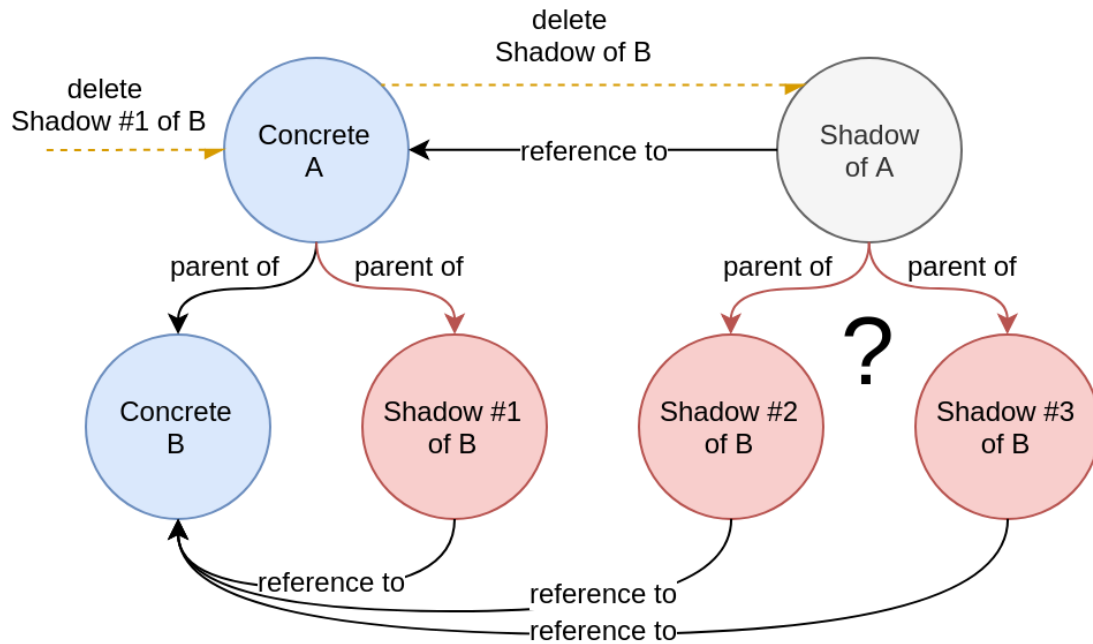 delete
Shadow of B
delete
Shadow #1 of B
Concrete
A
reference to
Shadow
of A
parent of
parent of
parent of
parent of
?
Concrete
B
Shadow #1
of B
Shadow #2
of B
Shadow #3
of B
reference to
reference to
reference to